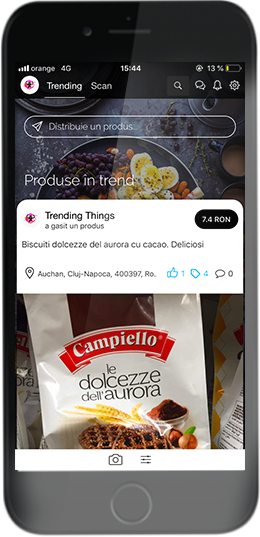 orange 4G 15:44 13 %
Trending Scan
Distribuie un produs...
Produse in trend
Trending Things
a gasit un produs
7.4 RON
Biscuiti dolcezze del aurora cu cacao. Deliciosi
Auchan, Cluj-Napoca, 400397, Ro.
1 4 0
Campiello
le
dolcezze
dell'aurora